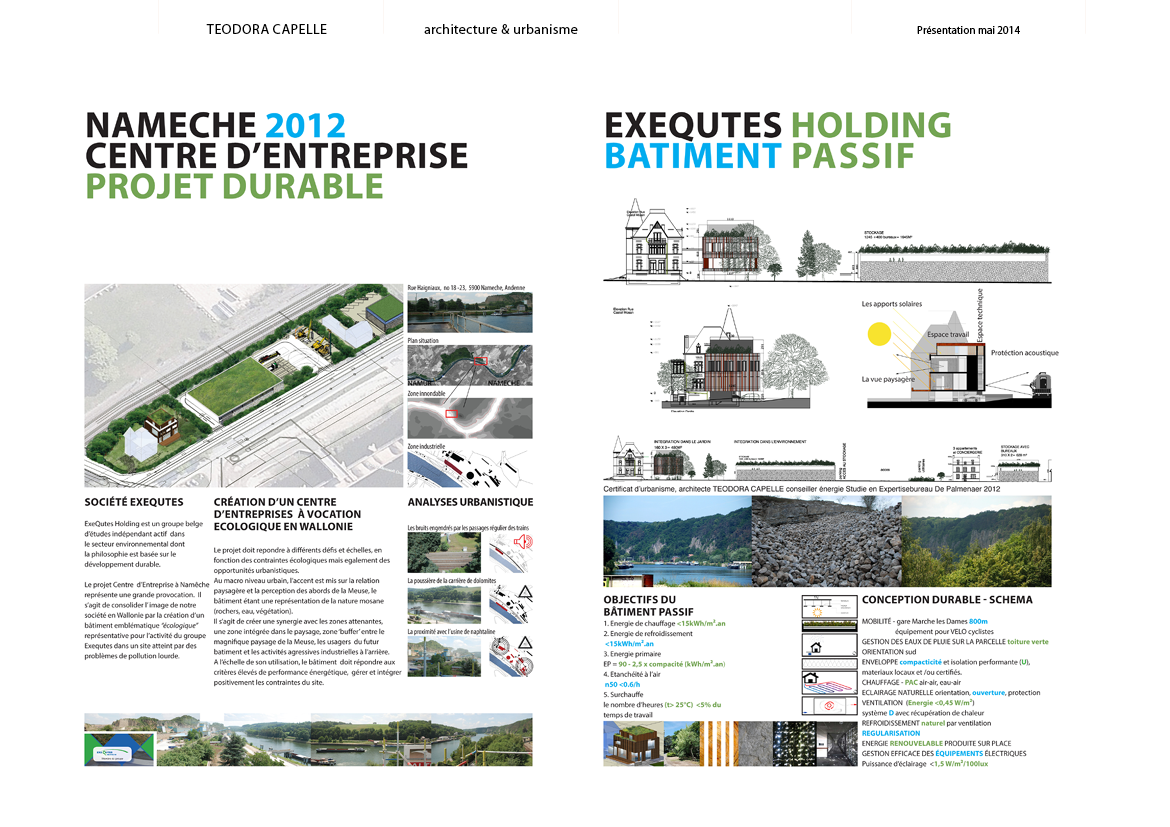 TEODORA CAPELLE
architecture & urbanisme
Présentation mai 2014
NAMECHE 2012
CENTRE D'ENTREPRISE
PROJET DURABLE
Rue Haigniaux, no 18 -23, 5900 Nameche, Andenne
Plan situation
NAMUR
NAMECHE
Zone innondable
Zone industrielle
SOCIÉTÉ EXEQUTES
ExeQutes Holding est un groupe belge
d'études indépendant actif dans
le secteur environnemental dont
la philosophie est basée sur le
développement durable.
Le projet Centre d'Entreprise à Namêche
représente une grande provocation. Il
s'agit de consolider l'image de notre
société en Wallonie par la création d'un
bâtiment emblématique "écologique"
représentative pour l'activité du groupe
Exequtes dans un site atteint par des
problèmes de pollution lourde.
CRÉATION D'UN CENTRE
D'ENTREPRISES À VOCATION
ECOLOGIQUE EN WALLONIE
Le projet doit repondre à différents défis et échelles, en
fonction des contraintes écologiques mais egalement des
opportunités urbanistiques.
Au macro niveau urbain, l'accent est mis sur la relation
paysagère et la perception des abords de la Meuse, le
bâtiment étant une représentation de la nature mosane
(rochers, eau, végétation).
Il s'agit de créer une synergie avec les zones attenantes,
une zone intégrée dans le paysage, zone 'buffer' entre le
magnifique paysage de la Meuse, les usagers du futur
batiment et les activités agressives industrielles à l'arrière.
A l'échelle de son utilisation, le bâtiment doit répondre aux
critères élevés de performance énergétique, gérer et intégrer
positivement les contraintes du site.
ANALYSES URBANISTIQUE
Les bruits engendrés par les passages régulier des trains
La poussière de la carrière de dolomites
La proximité avec l'usine de naphtaline
EXEQUTES HOLDING
BATIMENT PASSIF
STOCKAGE
Les apports solaires
Espace travail
Espace technique
Protéction acoustique
La vue paysagère
INTEGRATION DANS LE JARDIN
INTEGRATION DANS L'ENVIRONNEMENT
3 appartements
et CONCIERGERIE
STOCKAGE AVEC
BUREAUX
Certificat d'urbanisme, architecte TEODORA CAPELLE conseiller énergie Studie en Expertisebureau De Palmenaer 2012
OBJECTIFS DU
BÂTIMENT PASSIF
1. Energie de chauffage <15kWh/m².an
2. Energie de refroidissement
<15kWh/m².an
3. Energie primaire
EP = 90 - 2,5 x compacité (kWh/m².an)
4. Etanchéité à l'air
n50 <0.6/h
5. Surchauffe
le nombre d'heures (t> 25°C) <5% du
temps de travail
CONCEPTION DURABLE - SCHEMA
MOBILITÉ - gare Marche les Dames 800m
équipement pour VELO cyclistes
GESTION DES EAUX DE FLUIE SUR LA PARCELLE toiture verte
ORIENTATION sud
ENVELOPPE compacticité et isolation performante (U),
materiaux locaux et /ou certifiés.
CHAUFFAGE - PAC air-air, eau-air
ECLAIRAGE NATURELLE orientation, ouverture, protection
VENTILATION (Energie <0,45 W/m³)
système D avec récupération de chaleur
REFROIDISSEMENT naturel par ventilation
REGULARISATION
ENERGIE RENOUVELABLE PRODUITE SUR PLACE
GESTION EFFICACE DES ÉQUIPEMENTS ÉLECTRIQUES
Puissance d'éclairage <1,5 W/m²/100lux